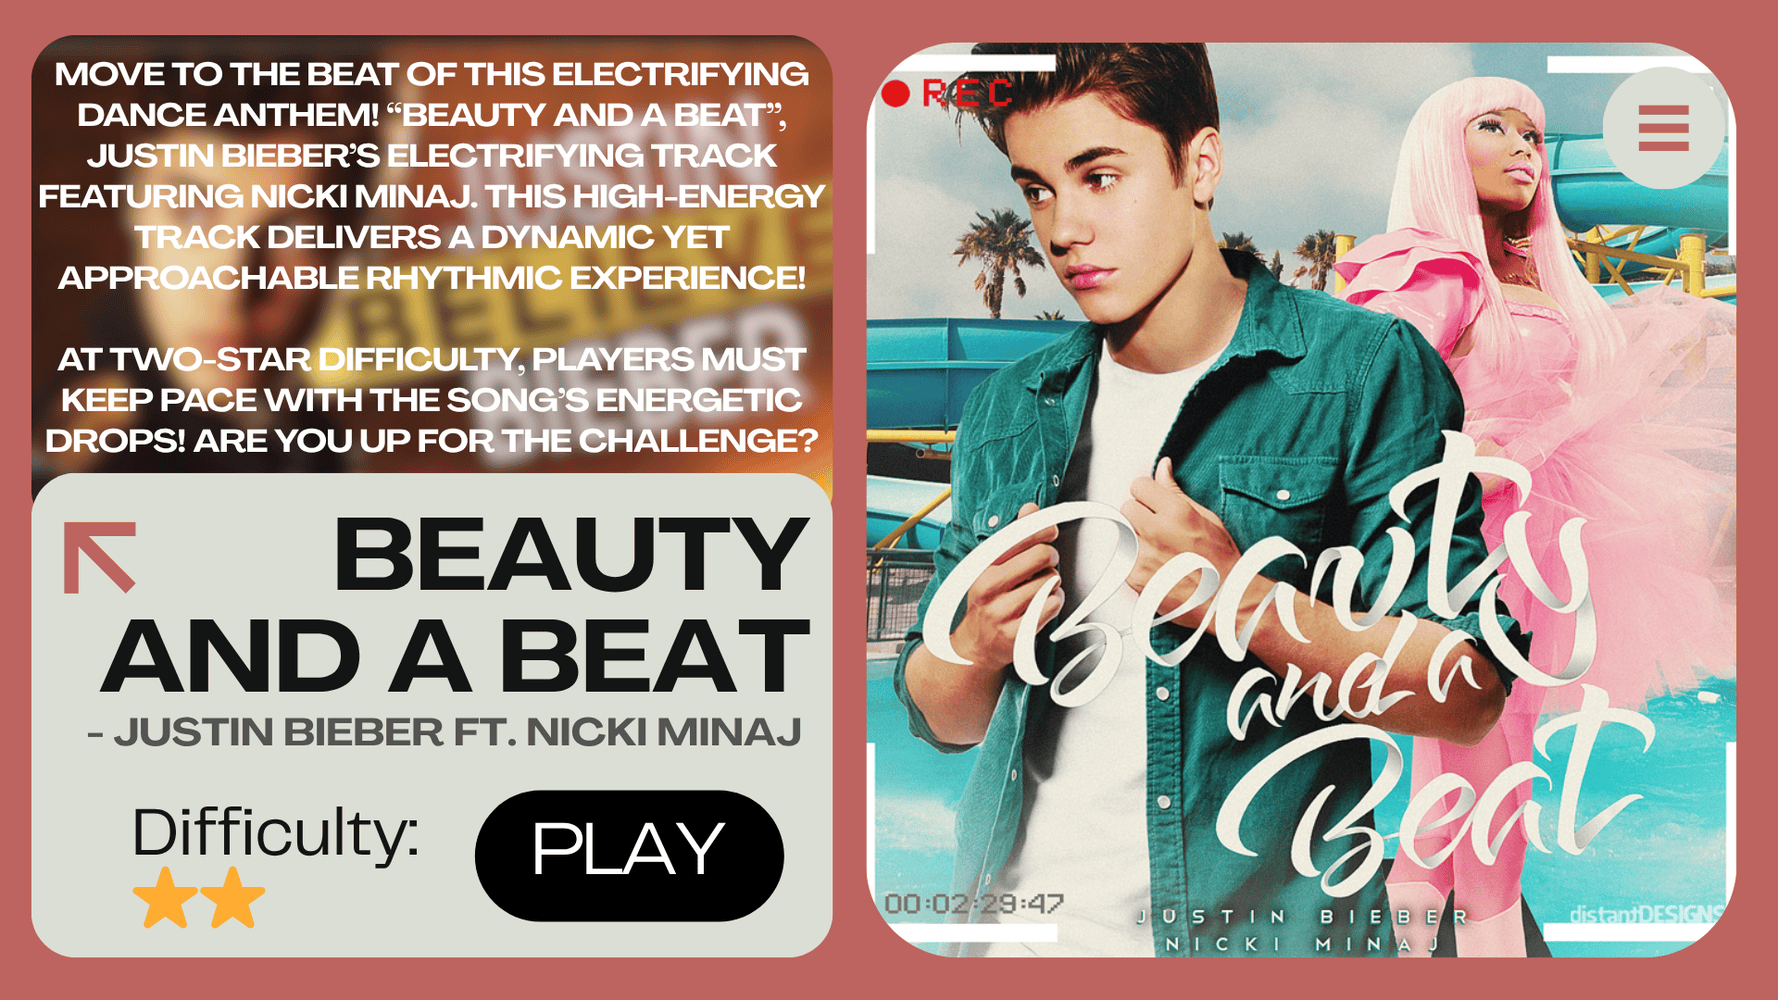 MOVE TO THE BEAT OF THIS ELECTRIFYING
DANCE ANTHEM! “BEAUTY AND A BEAT”,
JUSTIN BIEBER’S ELECTRIFYING TRACK
FEATURING NICKI MINAJ. THIS HIGH-ENERGY
TRACK DELIVERS A DYNAMIC YET
APPROACHABLE RHYTHMIC EXPERIENCE!
AT TWO-STAR DIFFICULTY, PLAYERS MUST
KEEP PACE WITH THE SONG’S ENERGETIC
DROPS! ARE YOU UP FOR THE CHALLENGE?
JUSTIN
BELIEVE
BIEBER
BEAUTY
AND A BEAT
- JUSTIN BIEBER FT. NICKI MINAJ
Difficulty:
PLAY
REC
Beauty
and a
Beat
00:02:29:47
JUSTIN BIEBER
NICKI MINAJ
distantDESIGNS